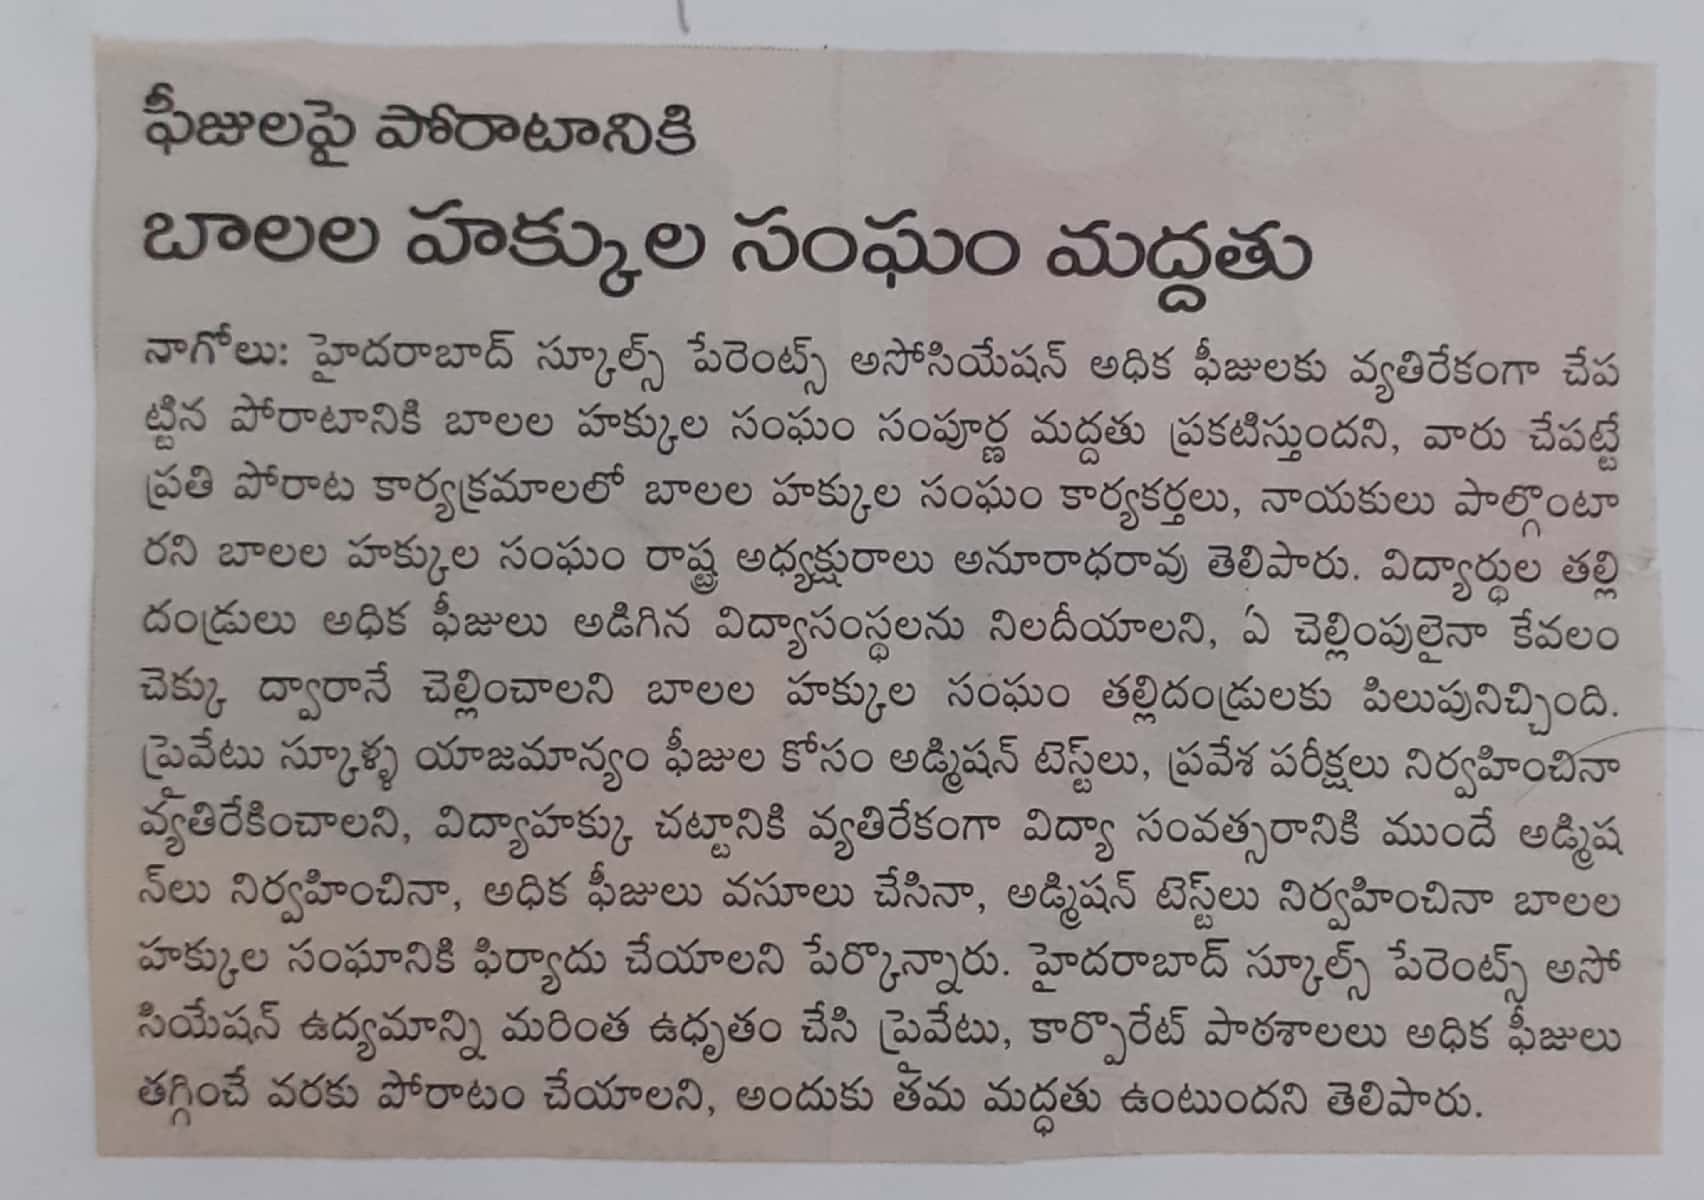 ఫీజులపై పోరాటానికి
బాలల హక్కుల సంఘం మద్దతు
నాగోలు: హైదరాబాద్ స్కూల్స్ పేరెంట్స్ అసోసియేషన్ అధిక ఫీజులకు వ్యతిరేకంగా చేప
ట్టిన పోరాటానికి బాలల హక్కుల సంఘం సంపూర్ణ మద్దతు ప్రకటిస్తుందని, వారు చేపట్టే
ప్రతి పోరాట కార్యక్రమాలలో బాలల హక్కుల సంఘం కార్యకర్తలు, నాయకులు పాల్గొంటా
రని బాలల హక్కుల సంఘం రాష్ట్ర అధ్యక్షురాలు అనూరాధరావు తెలిపారు. విద్యార్థుల తల్లి
దండ్రులు అధిక ఫీజులు అడిగిన విద్యాసంస్థలను నిలదీయాలని, ఏ చెల్లింపులైనా కేవలం
చెక్కు ద్వారానే చెల్లించాలని బాలల హక్కుల సంఘం తల్లిదండ్రులకు పిలుపునిచ్చింది.
ప్రైవేటు స్కూళ్ళ యాజమాన్యం ఫీజుల కోసం అడ్మిషన్ టెస్ట్‌లు, ప్రవేశ పరీక్షలు నిర్వహించినా
వ్యతిరేకించాలని, విద్యాహక్కు చట్టానికి వ్యతిరేకంగా విద్యా సంవత్సరానికి ముందే అడ్మిష
న్‌లు నిర్వహించినా, అధిక ఫీజులు వసూలు చేసినా, అడ్మిషన్ టెస్ట్‌లు నిర్వహించినా బాలల
హక్కుల సంఘానికి ఫిర్యాదు చేయాలని పేర్కొన్నారు. హైదరాబాద్ స్కూల్స్ పేరెంట్స్ అసో
సియేషన్ ఉద్యమాన్ని మరింత ఉధృతం చేసి ప్రైవేటు, కార్పొరేట్ పాఠశాలలు అధిక ఫీజులు
తగ్గించే వరకు పోరాటం చేయాలని, అందుకు తమ మద్ధతు ఉంటుందని తెలిపారు.